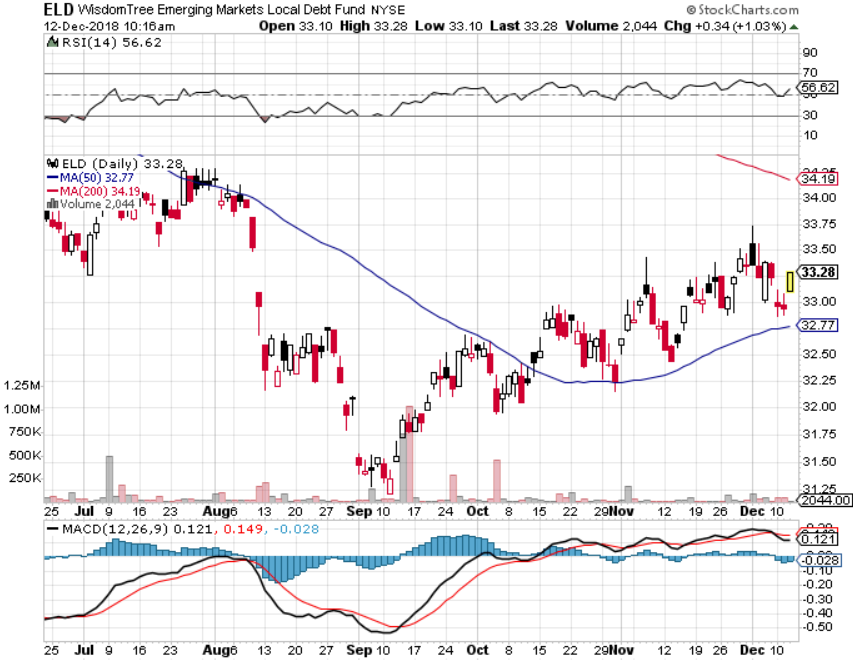 ELD WisdomTree Emerging Markets Local Debt Fund NYSE © StockCharts.com
12-Dec-2018 10:16am Open 33.10 High 33.28 Low 33.10 Last 33.28 Volume 2,044 Chg +0.34 (+1.03%)
RSI(14) 56.62
90
70
56.62
30
10
ELD (Daily) 33.28
MA(50) 32.77
MA(200) 34.19
Volume 2,044
34.19
34.00
33.75
33.50
33.28
33.00
32.77
32.50
32.25
32.00
31.75
31.50
31.25
1.25M
1.00M
750K
500K
250K
2044.00
25 Jul 9 16 23 Aug 6 13 20 27 Sep 10 17 24 Oct 8 15 22 29 Nov 12 19 26 Dec 10
MACD(12,26,9) 0.121, 0.149, -0.028
0.121
-0.028
-0.10
-0.20
-0.30
-0.40
-0.50
25 Jul 9 16 23 Aug 6 13 20 27 Sep 10 17 24 Oct 8 15 22 29 Nov 12 19 26 Dec 10